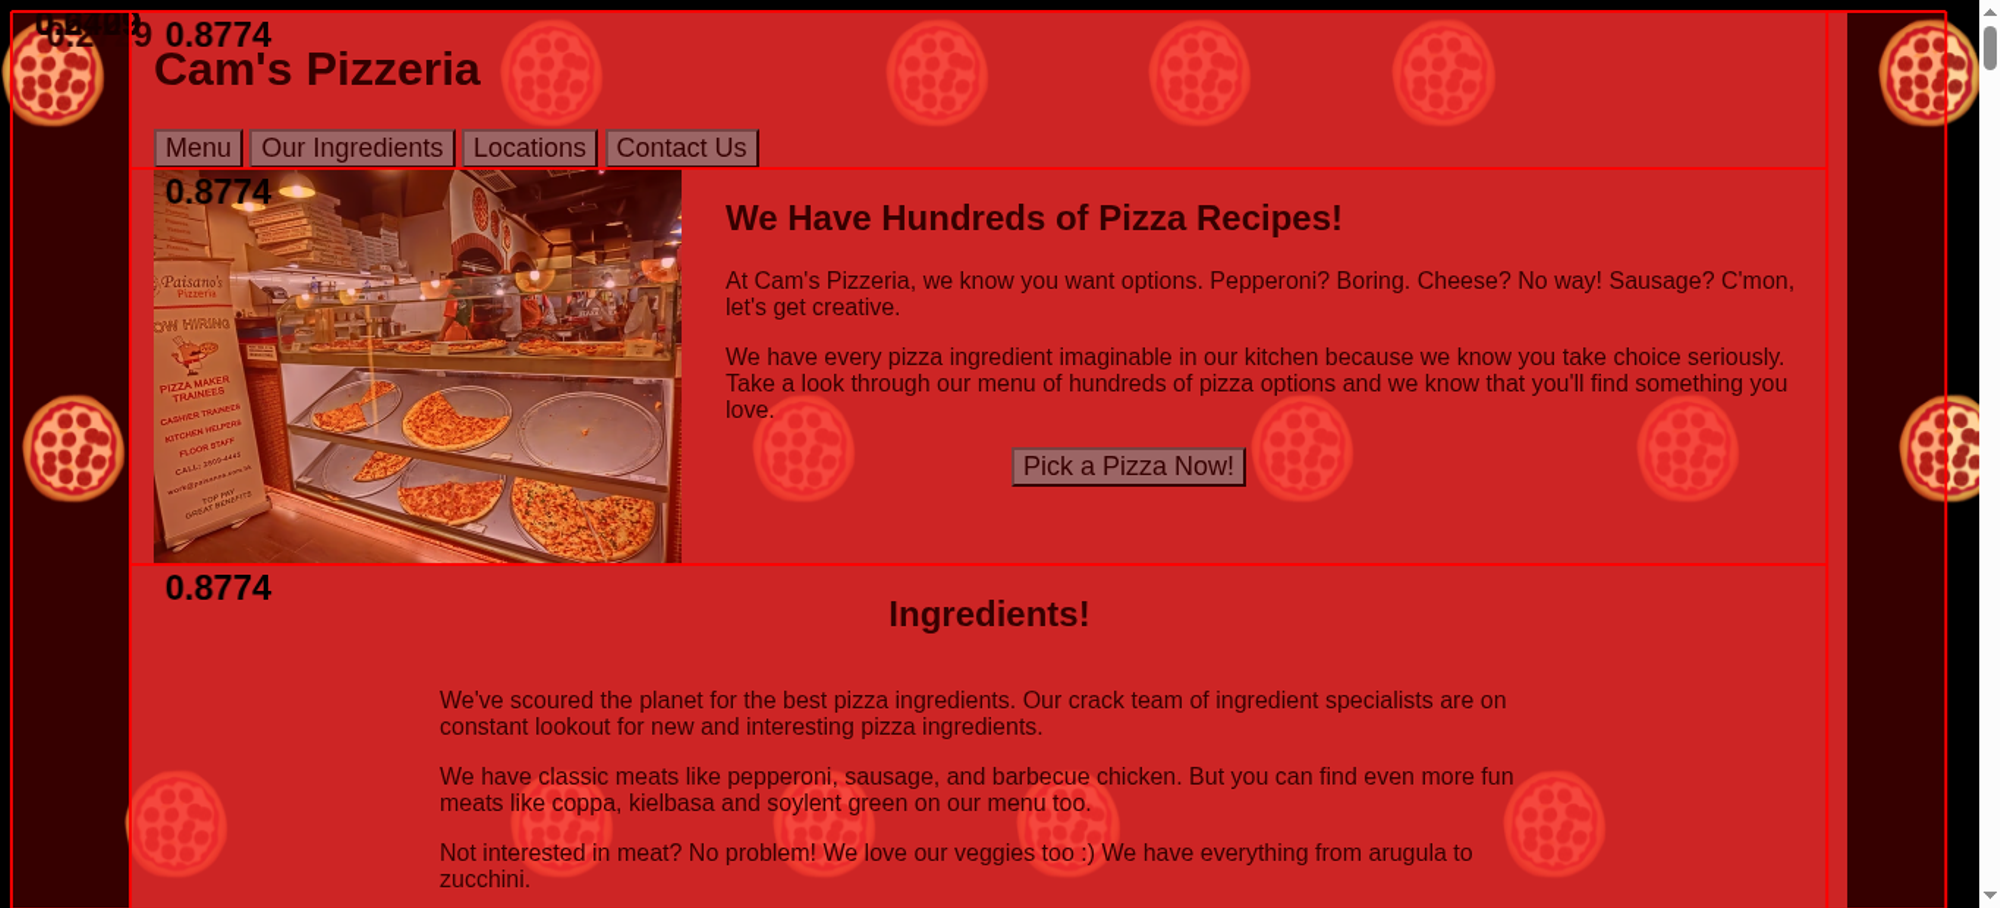 0.8774
Cam's Pizzeria
Menu
Our Ingredients
Locations
Contact Us
0.8774
Paisano's
Pizzeria
OW HIRING
PIZZA MAKER
TRAINEES
CASHIER TRAINEES
KITCHEN HELPERS
FLOOR STAFF
CALL: 2809-4445
TOP PAY
GREAT BENEFITS
We Have Hundreds of Pizza Recipes!
At Cam's Pizzeria, we know you want options. Pepperoni? Boring. Cheese? No way! Sausage? C'mon,
let's get creative.
We have every pizza ingredient imaginable in our kitchen because we know you take choice seriously.
Take a look through our menu of hundreds of pizza options and we know that you'll find something you
love.
Pick a Pizza Now!
0.8774
Ingredients!
We've scoured the planet for the best pizza ingredients. Our crack team of ingredient specialists are on
constant lookout for new and interesting pizza ingredients.
We have classic meats like pepperoni, sausage, and barbecue chicken. But you can find even more fun
meats like coppa, kielbasa and soylent green on our menu too.
Not interested in meat? No problem! We love our veggies too :) We have everything from arugula to
zucchini.